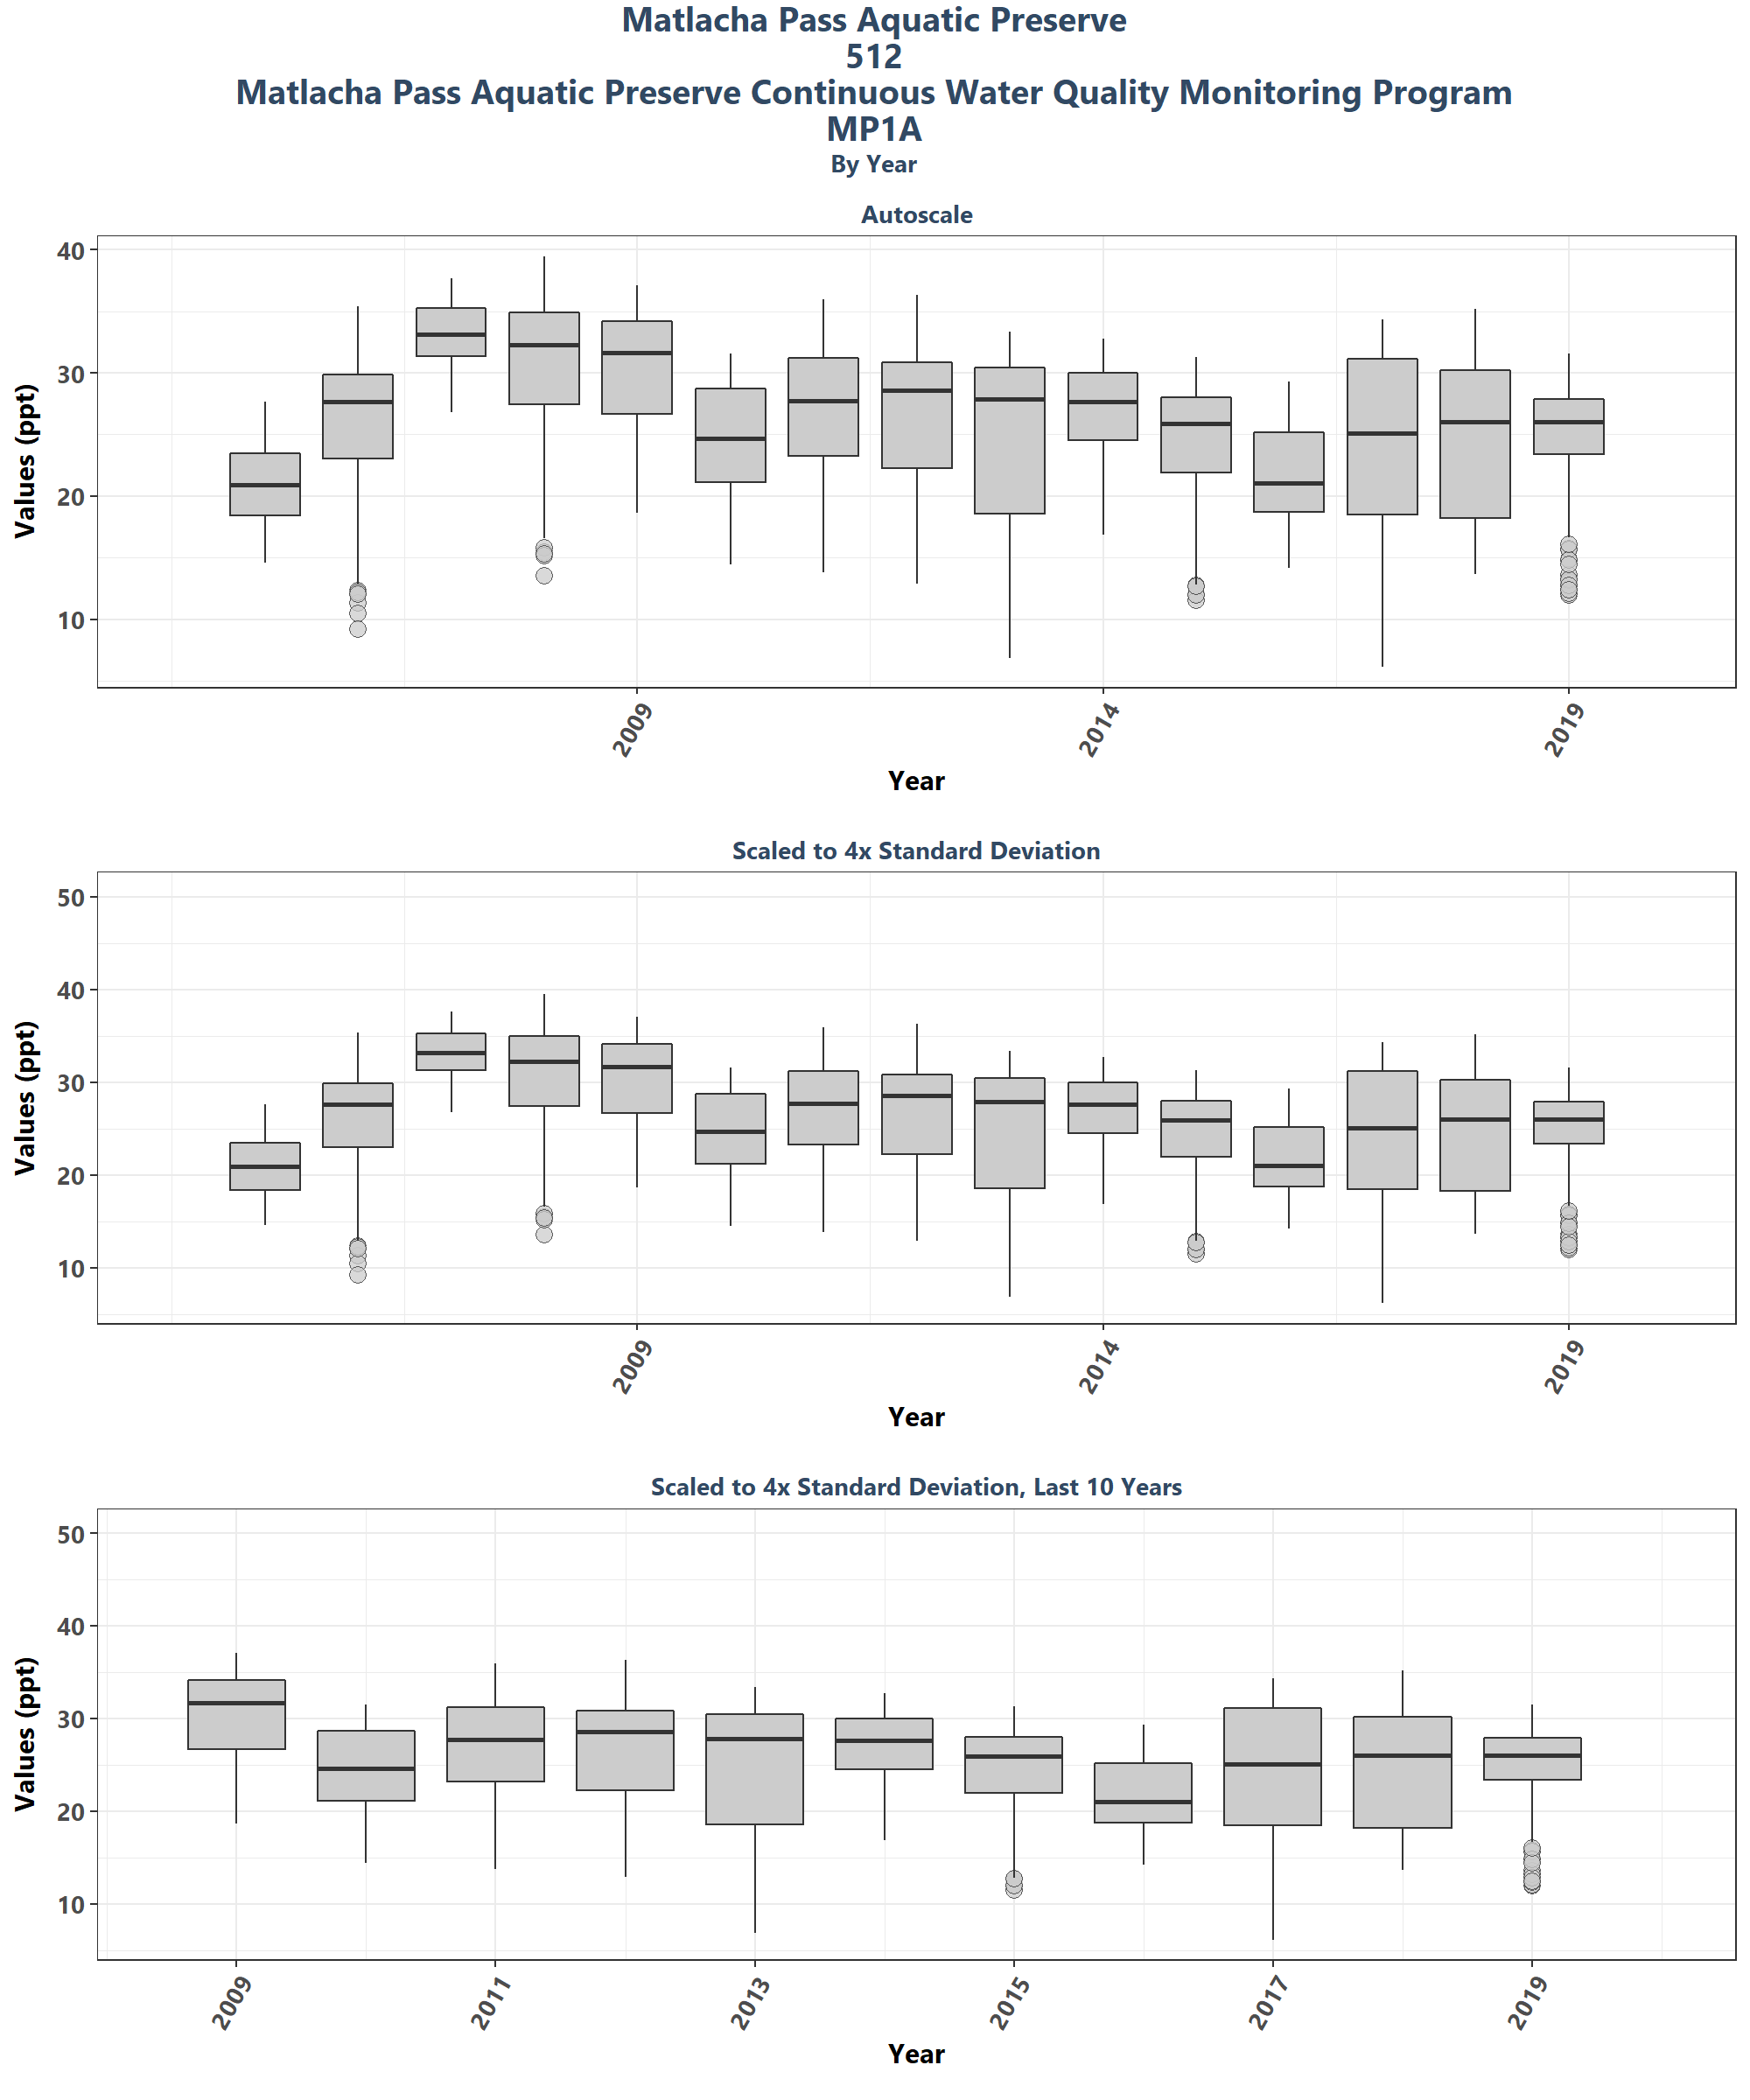 Matlacha Pass Aquatic Preserve
512
Matlacha Pass Aquatic Preserve Continuous Water Quality Monitoring Program
MP1A
By Year
Autoscale
Values (ppt)
40
30
20
10
2009
2014
2019
Year
Scaled to 4x Standard Deviation
Values (ppt)
50
40
30
20
10
2009
2014
2019
Year
Scaled to 4x Standard Deviation, Last 10 Years
Values (ppt)
50
40
30
20
10
2009
2011
2013
2015
2017
2019
Year